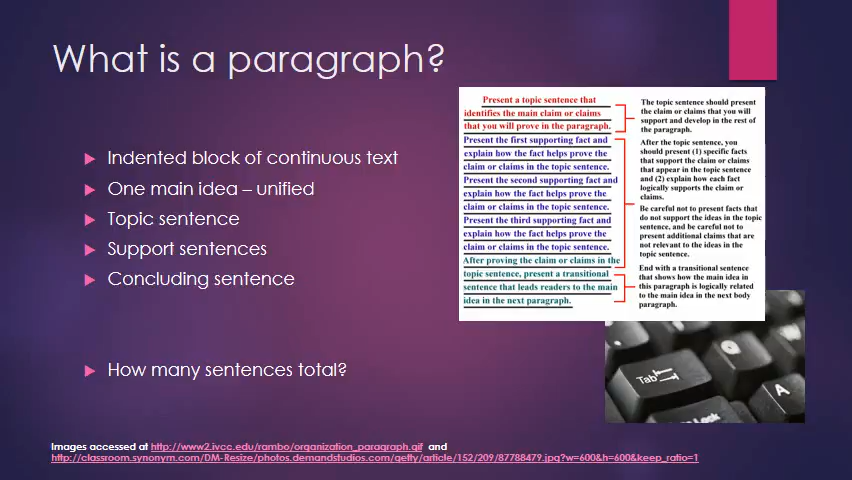 What is a paragraph?
Indented block of continuous text
One main idea – unified
Topic sentence
Support sentences
Concluding sentence
How many sentences total?
Present a topic sentence that
identifies the main claim or claims
that you will prove in the paragraph.
Present the first supporting fact and
explain how the fact helps prove the
claim or claims in the topic sentence.
Present the second supporting fact and
explain how the fact helps prove the
claim or claims in the topic sentence.
Present the third supporting fact and
explain how the fact helps prove the
claim or claims in the topic sentence.
After proving the claim or claims in the
topic sentence, present a transitional
sentence that leads readers to the main
idea in the next paragraph.
The topic sentence should present
the claim or claims that you will
support and develop in the rest of
the paragraph.
After the topic sentence, you
should present (1) specific facts
that support the claim or claims
that appear in the topic sentence
and (2) explain how each fact
logically supports the claim or
claims.
Be careful not to present facts that
do not support the ideas in the topic
sentence, and be careful not to
present additional claims that are
not relevant to the ideas in the
topic sentence.
End with a transitional sentence
that shows how the main idea in
this paragraph is logically related
to the main idea in the next body
paragraph.
Tab
A
Lock
Images accessed at http://www2.ivcc.edu/rambo/organization_paragraph.gif and
http://classroom.synonym.com/DM-Resize/photos.demandstudios.com/getty/article/152/209/87788479.jpg?w=600&h=600&keep_ratio=1